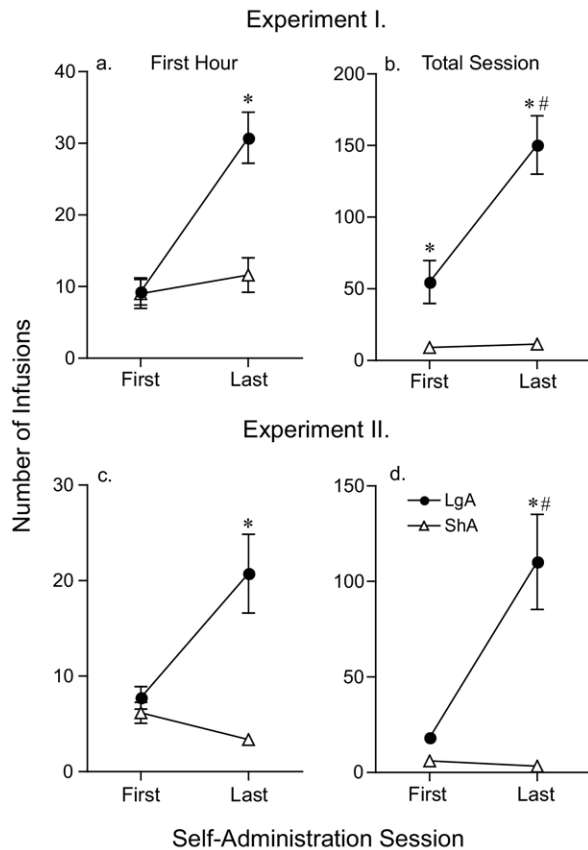 Experiment I.
a. First Hour
b. Total Session
40
30
20
10
0
*
First Last
200
150
100
50
0
*
*#
First Last
Number of Infusions
Experiment II.
c.
30
20
10
0
*
First Last
d.
150
100
50
0
LgA
ShA
*#
First Last
Self-Administration Session